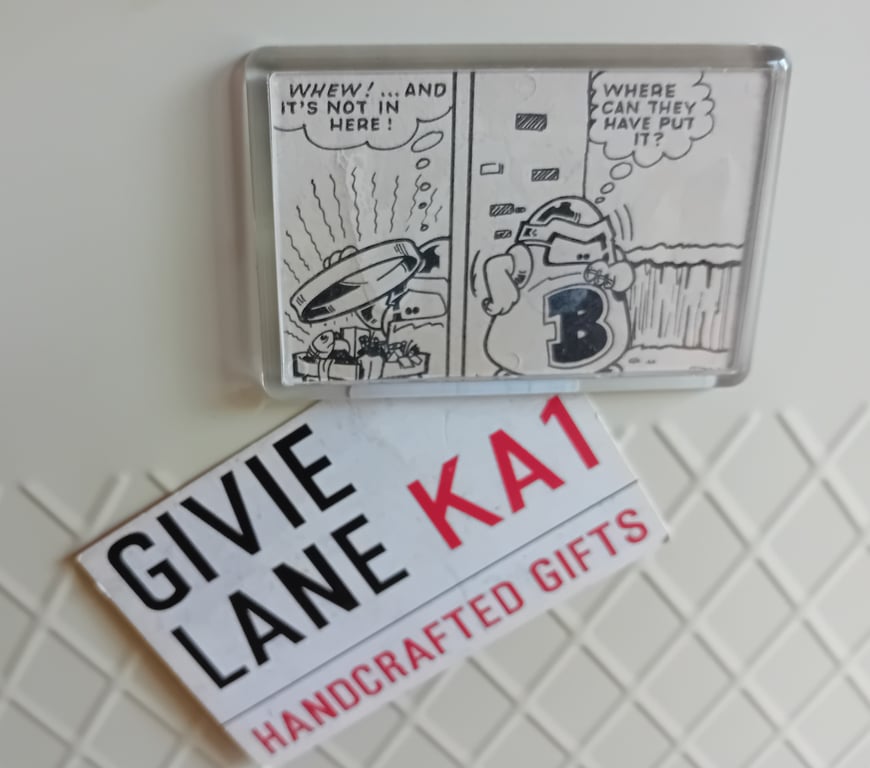 WHEW!...AND
IT'S NOT IN
HERE!
WHERE
CAN THEY
HAVE PUT
IT?
B
GIVIE
LANE KA1
HANDCRAFTED GIFTS